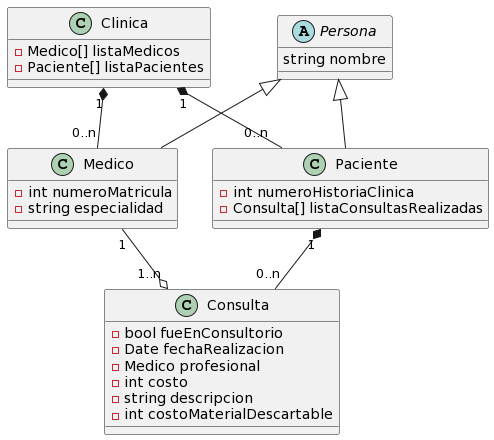 C Clinica
Medico[] listaMedicos
Paciente[] listaPacientes
A Persona
string nombre
1
1
0..n
0..n
C Medico
int numeroMatricula
string especialidad
C Paciente
int numeroHistoriaClinica
Consulta[] listaConsultasRealizadas
1
1
1..n
0..n
C Consulta
bool fueEnConsultorio
Date fechaRealizacion
Medico profesional
int costo
string descripcion
int costoMaterialDescartable